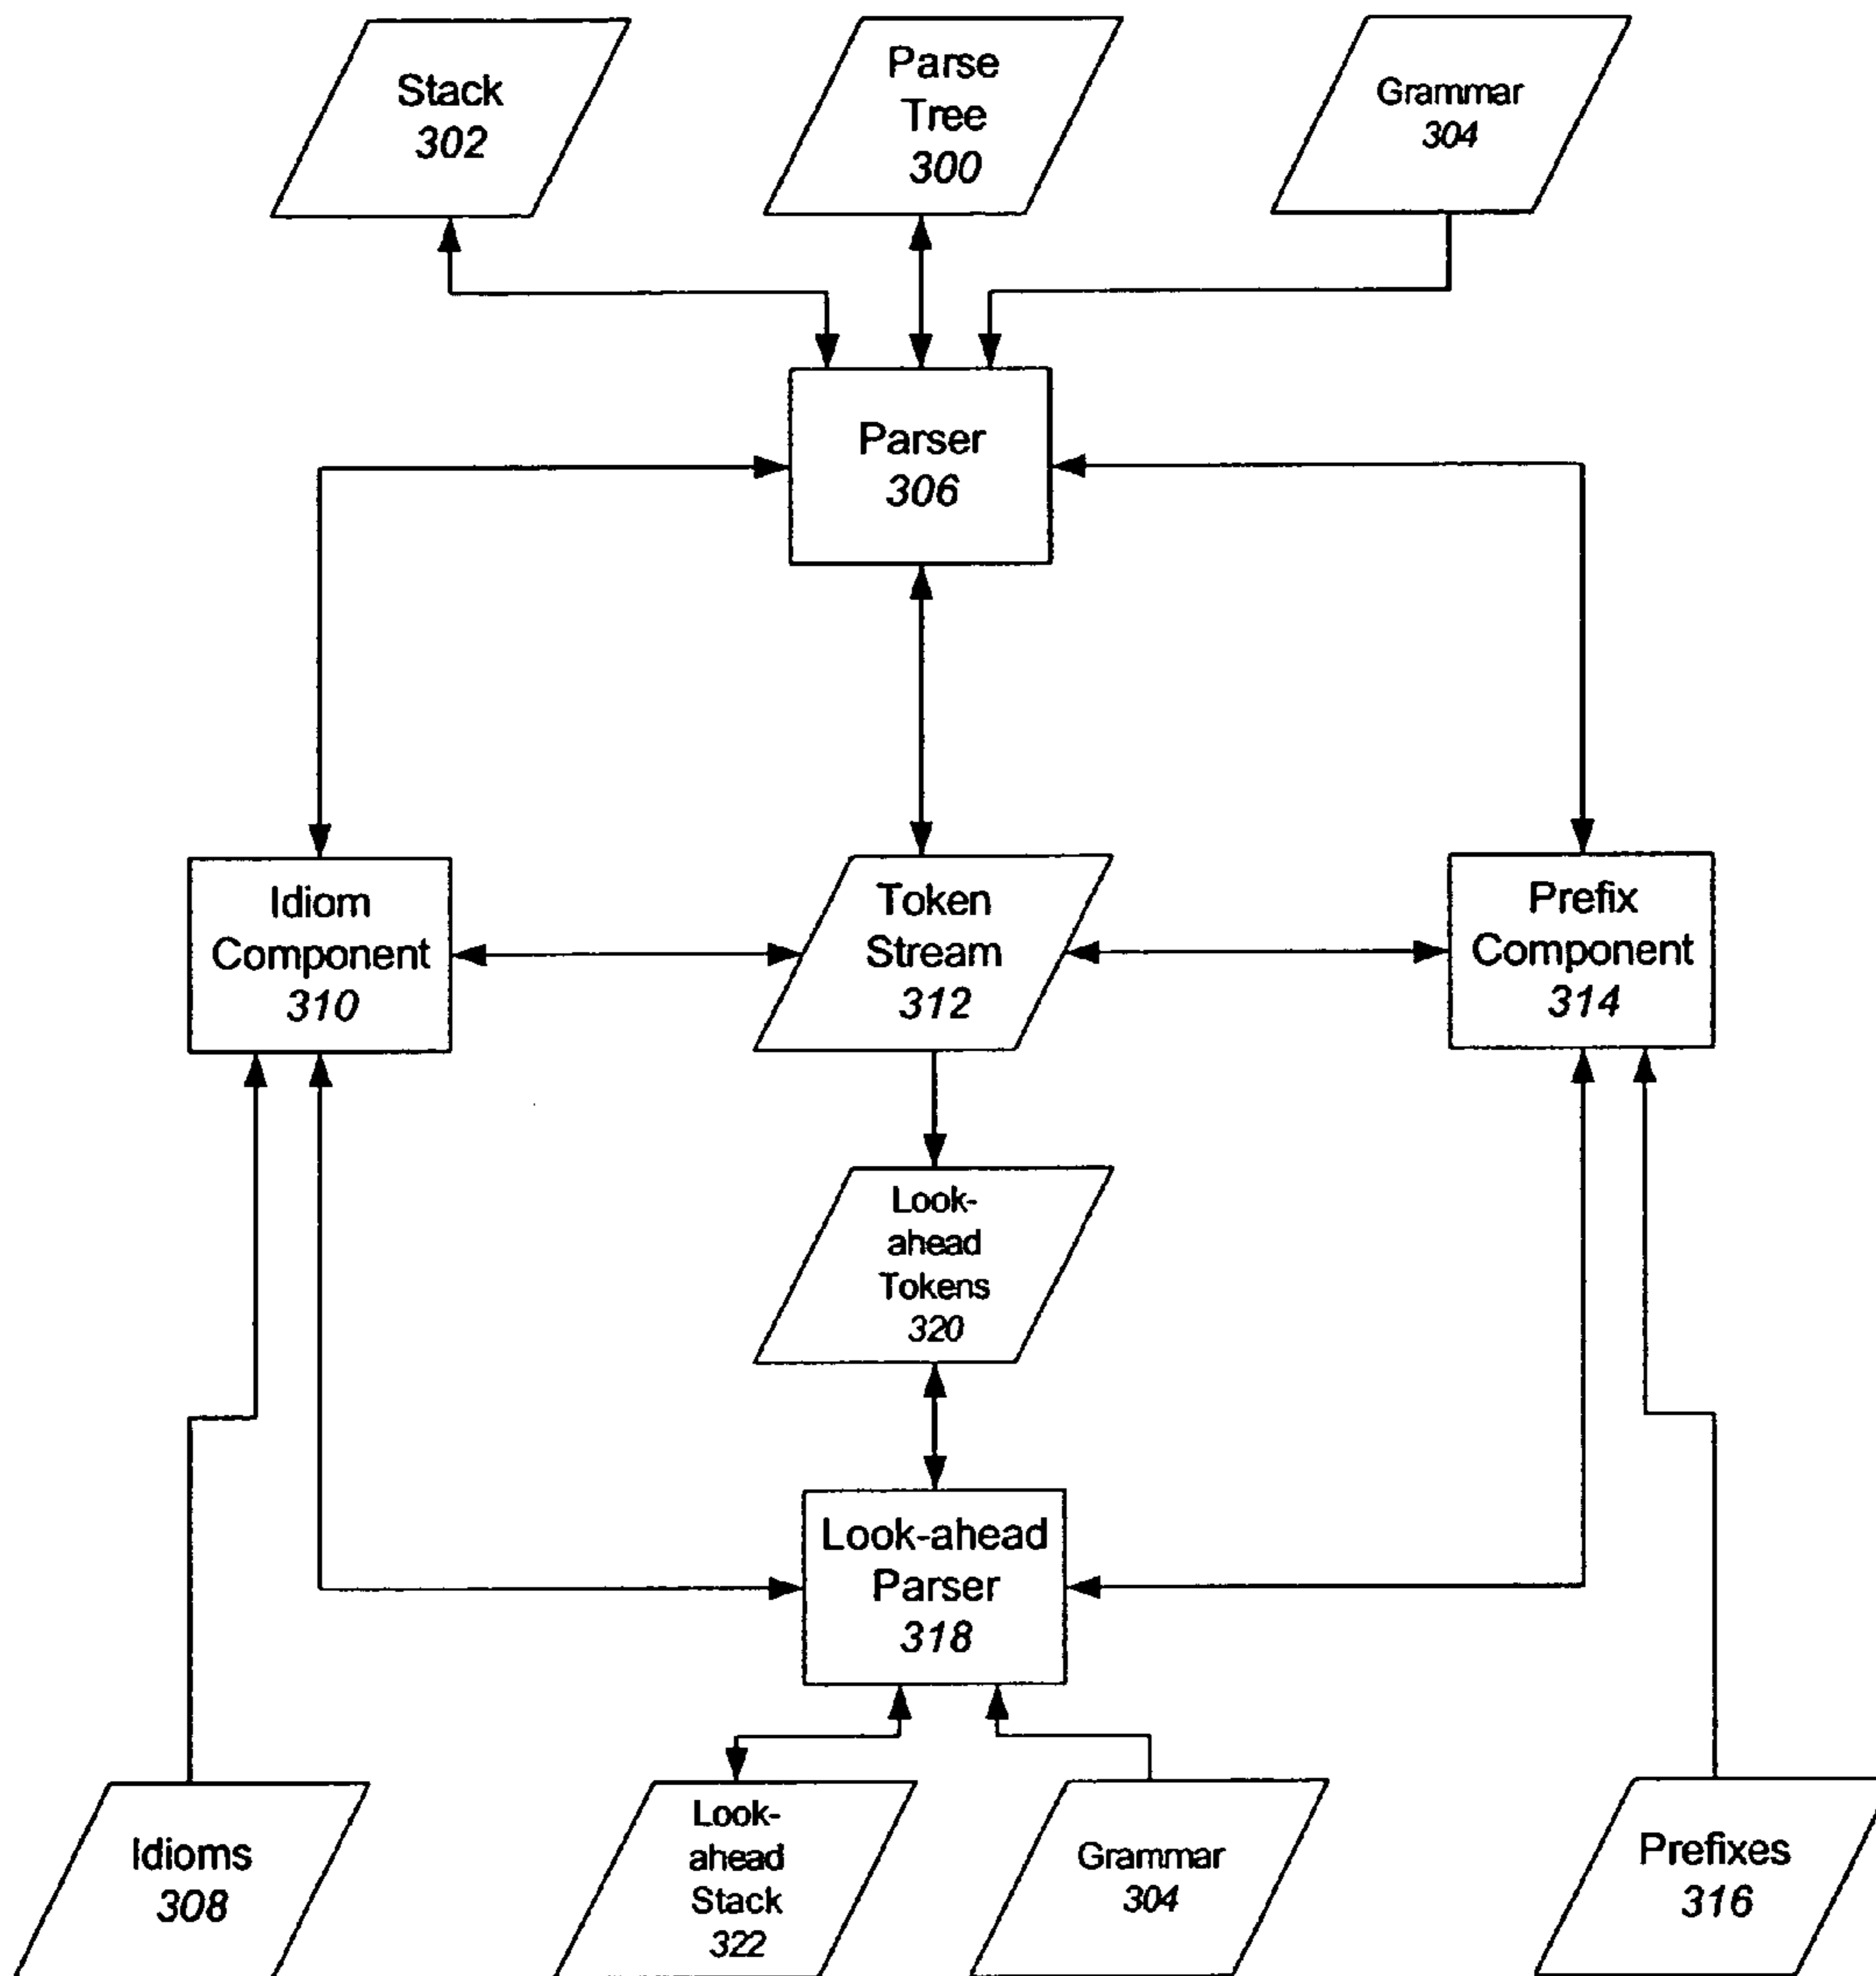 Stack
302
Parse
Tree
300
Grammar
304
Parser
306
Idiom
Component
310
Token
Stream
312
Prefix
Component
314
Look-
ahead
Tokens
320
Look-ahead
Parser
318
Idioms
308
Look-
ahead
Stack
322
Grammar
304
Prefixes
316